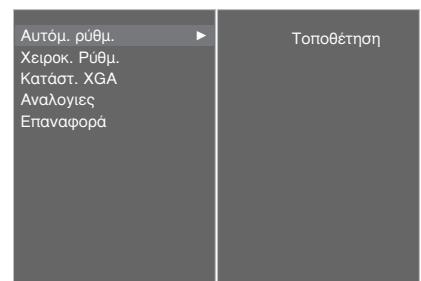 Αυτόμ. ρύθμ. ►
Τοποθέτηση
Χειροκ. Ρύθμ.
Κατάστ. XGA
Αναλογιες
Επαναφορά